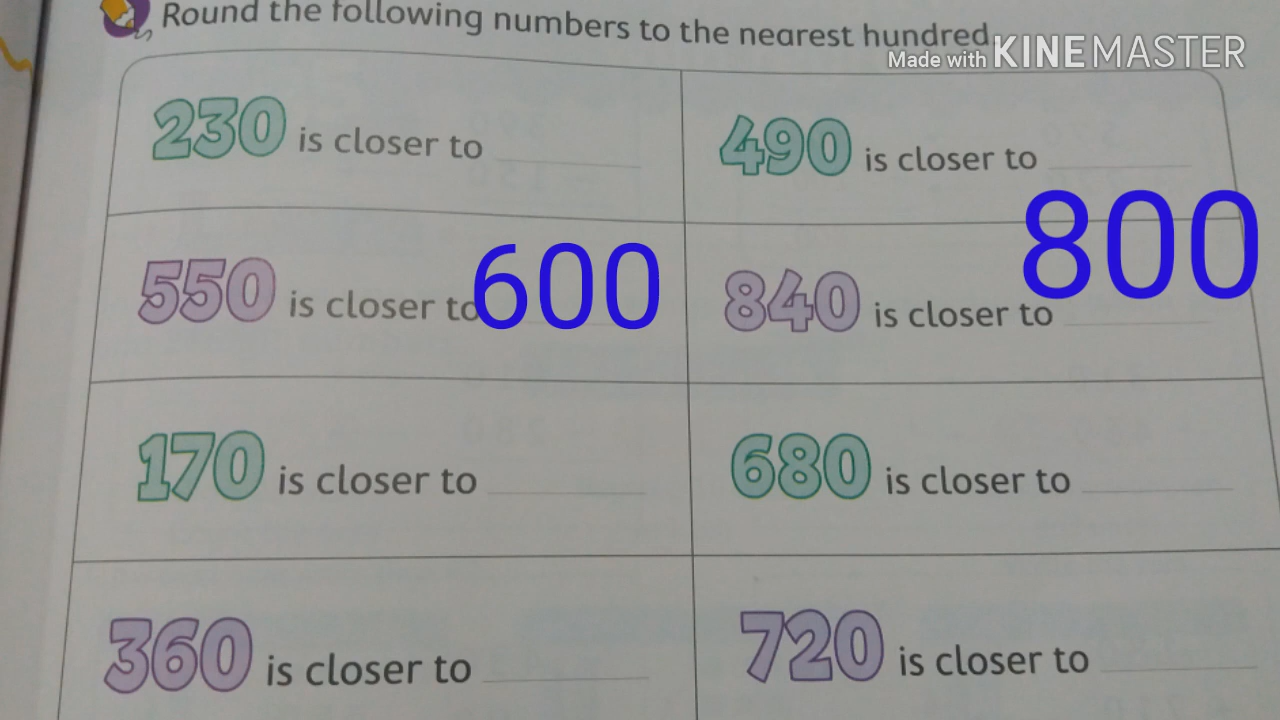 Round the following numbers to the nearest hundred.
Made with KINEMASTER
230 is closer to
490 is closer to
550 is closer to 600
840 is closer to 800
170 is closer to
680 is closer to
360 is closer to
720 is closer to